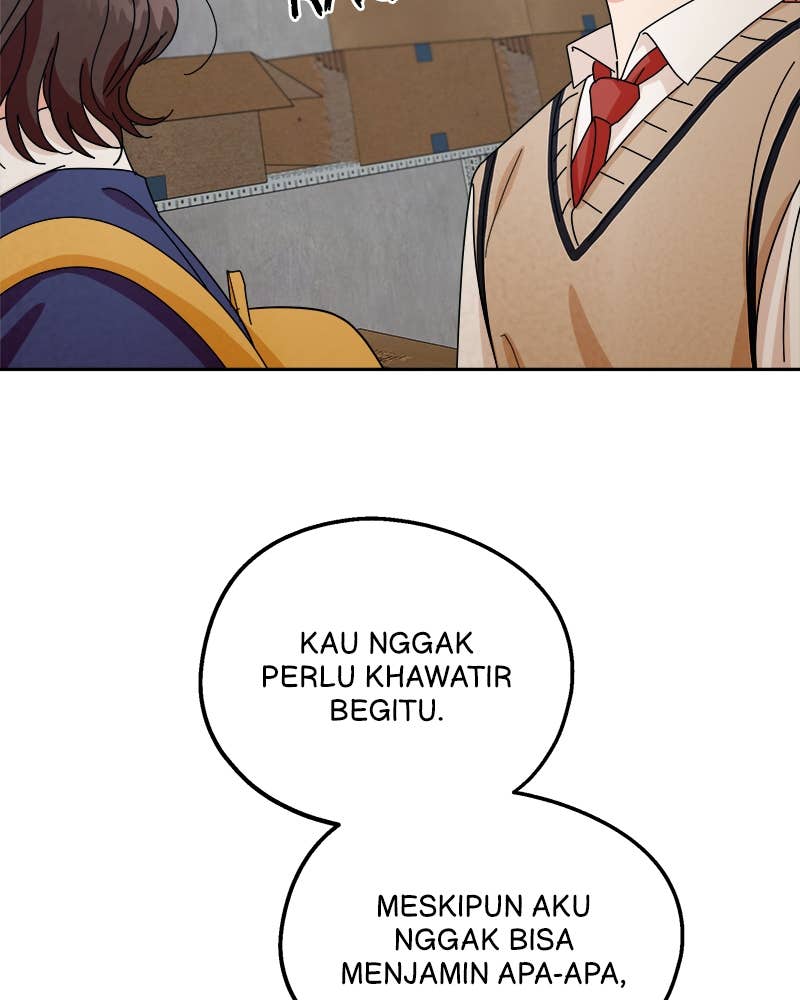 KAU NGGAK
PERLU KHAWATIR
BEGITU.
MESKIPUN AKU
NGGAK BISA
MENJAMIN APA-APA,